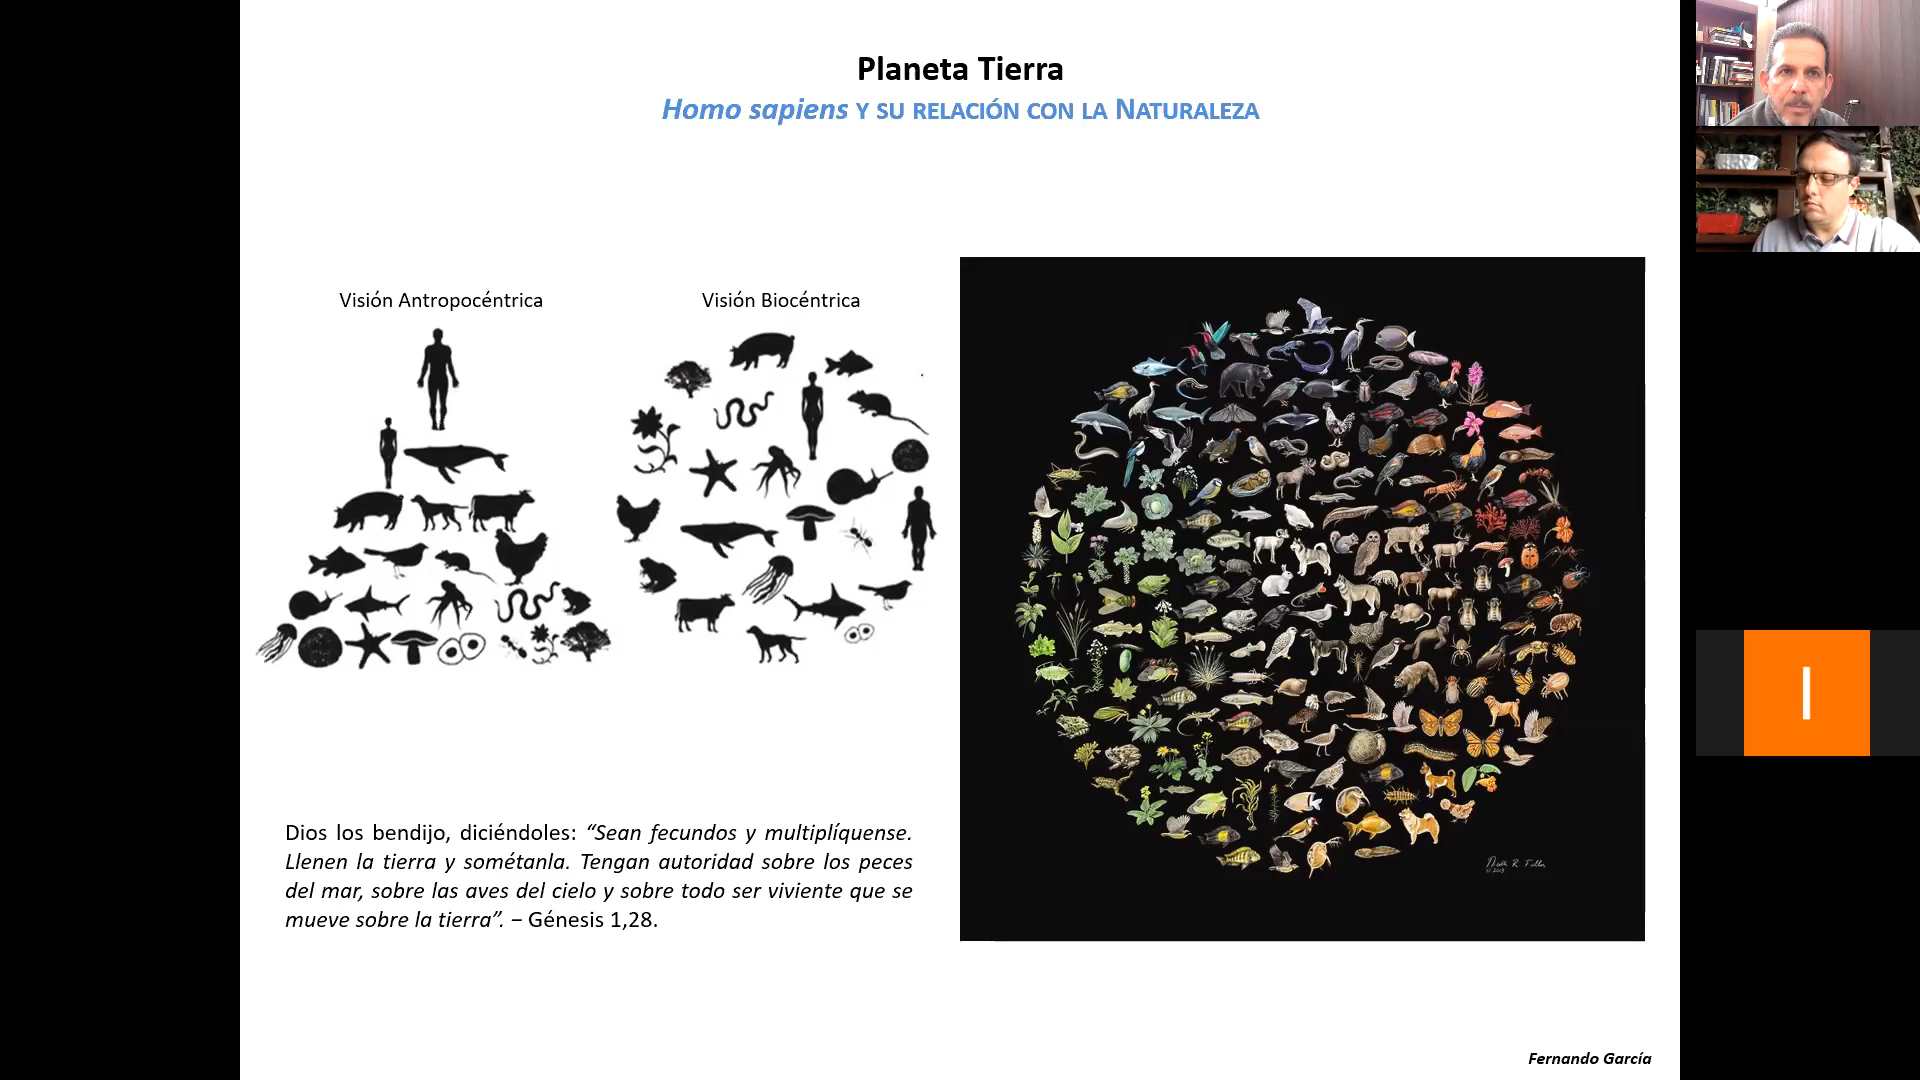 Planeta Tierra
Homo sapiens Y SU RELACIÓN CON LA NATURALEZA
Visión Antropocéntrica
Visión Biocéntrica
Dios los bendijo, diciéndoles: “Sean fecundos y multiplíquense.
Llenen la tierra y sométanla. Tengan autoridad sobre los peces
del mar, sobre las aves del cielo y sobre todo ser viviente que se
mueve sobre la tierra”. – Génesis 1,28.
Fernando García
I